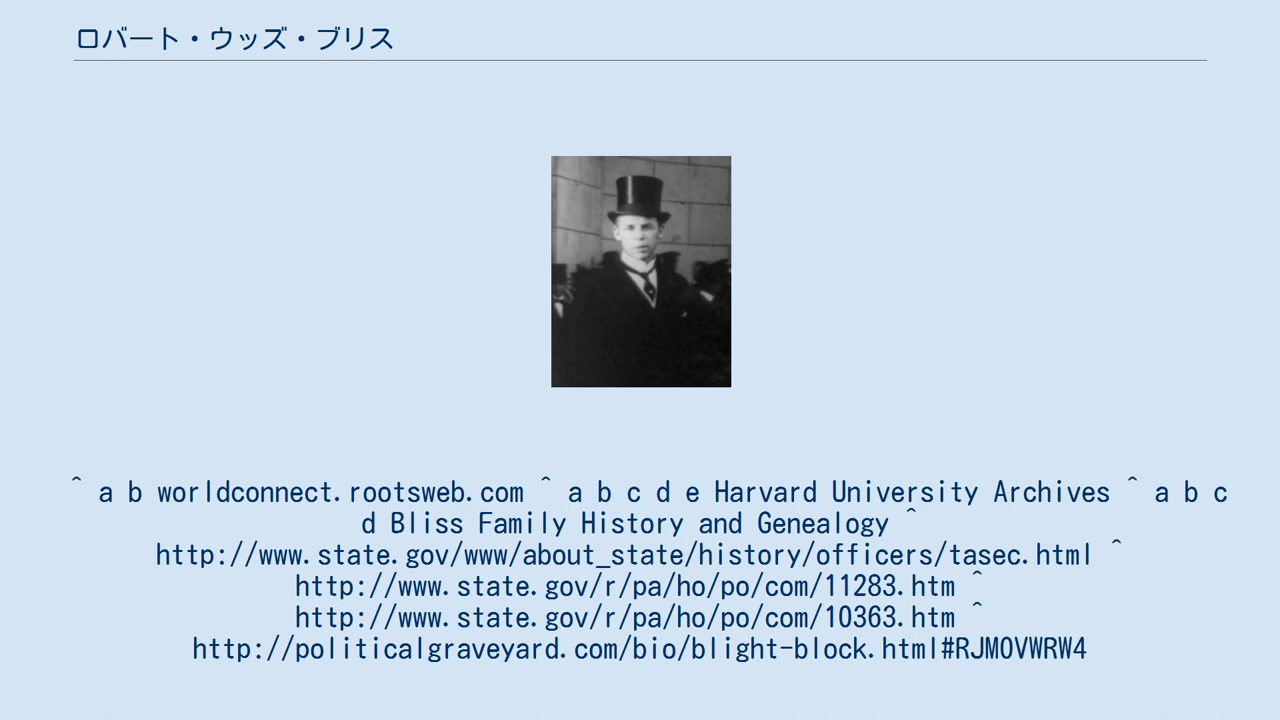 ロバート・ウッズ・ブリス
^ a b worldconnect.rootsweb.com ^ a b c d e Harvard University Archives ^ a b c
d Bliss Family History and Genealogy ^
http://www.state.gov/www/about_state/history/officers/tasec.html ^
http://www.state.gov/r/pa/ho/po/com/11283.htm ^
http://www.state.gov/r/pa/ho/po/com/10363.htm ^
http://politicalgraveyard.com/bio/blight-block.html#RJM0VWRW4